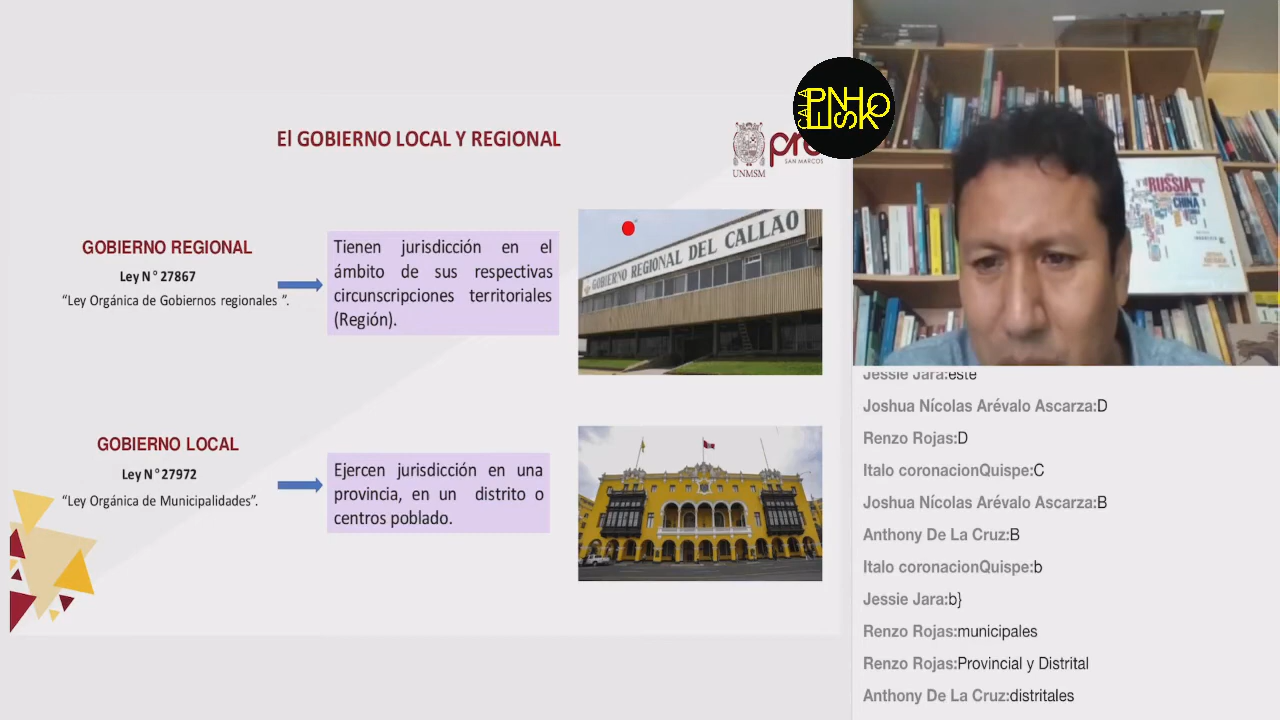 El GOBIERNO LOCAL Y REGIONAL
UNMSM
SAN MARCOS
CALA
PENHOSK
GOBIERNO REGIONAL
Ley N° 27867
“Ley Orgánica de Gobiernos regionales ”.
Tienen jurisdicción en el
ámbito de sus respectivas
circunscripciones territoriales
(Región).
GOBIERNO REGIONAL DEL CALLAO
GOBIERNO LOCAL
Ley N° 27972
“Ley Orgánica de Municipalidades”.
Ejercen jurisdicción en una
provincia, en un distrito o
centros poblado.
RUSSIA
CHINA
Jessie Jara:este
Joshua Nícolas Arévalo Ascarza:D
Renzo Rojas:D
Italo coronacionQuispe:C
Joshua Nícolas Arévalo Ascarza:B
Anthony De La Cruz:B
Italo coronacionQuispe:b
Jessie Jara:b}
Renzo Rojas:municipales
Renzo Rojas:Provincial y Distrital
Anthony De La Cruz:distritales